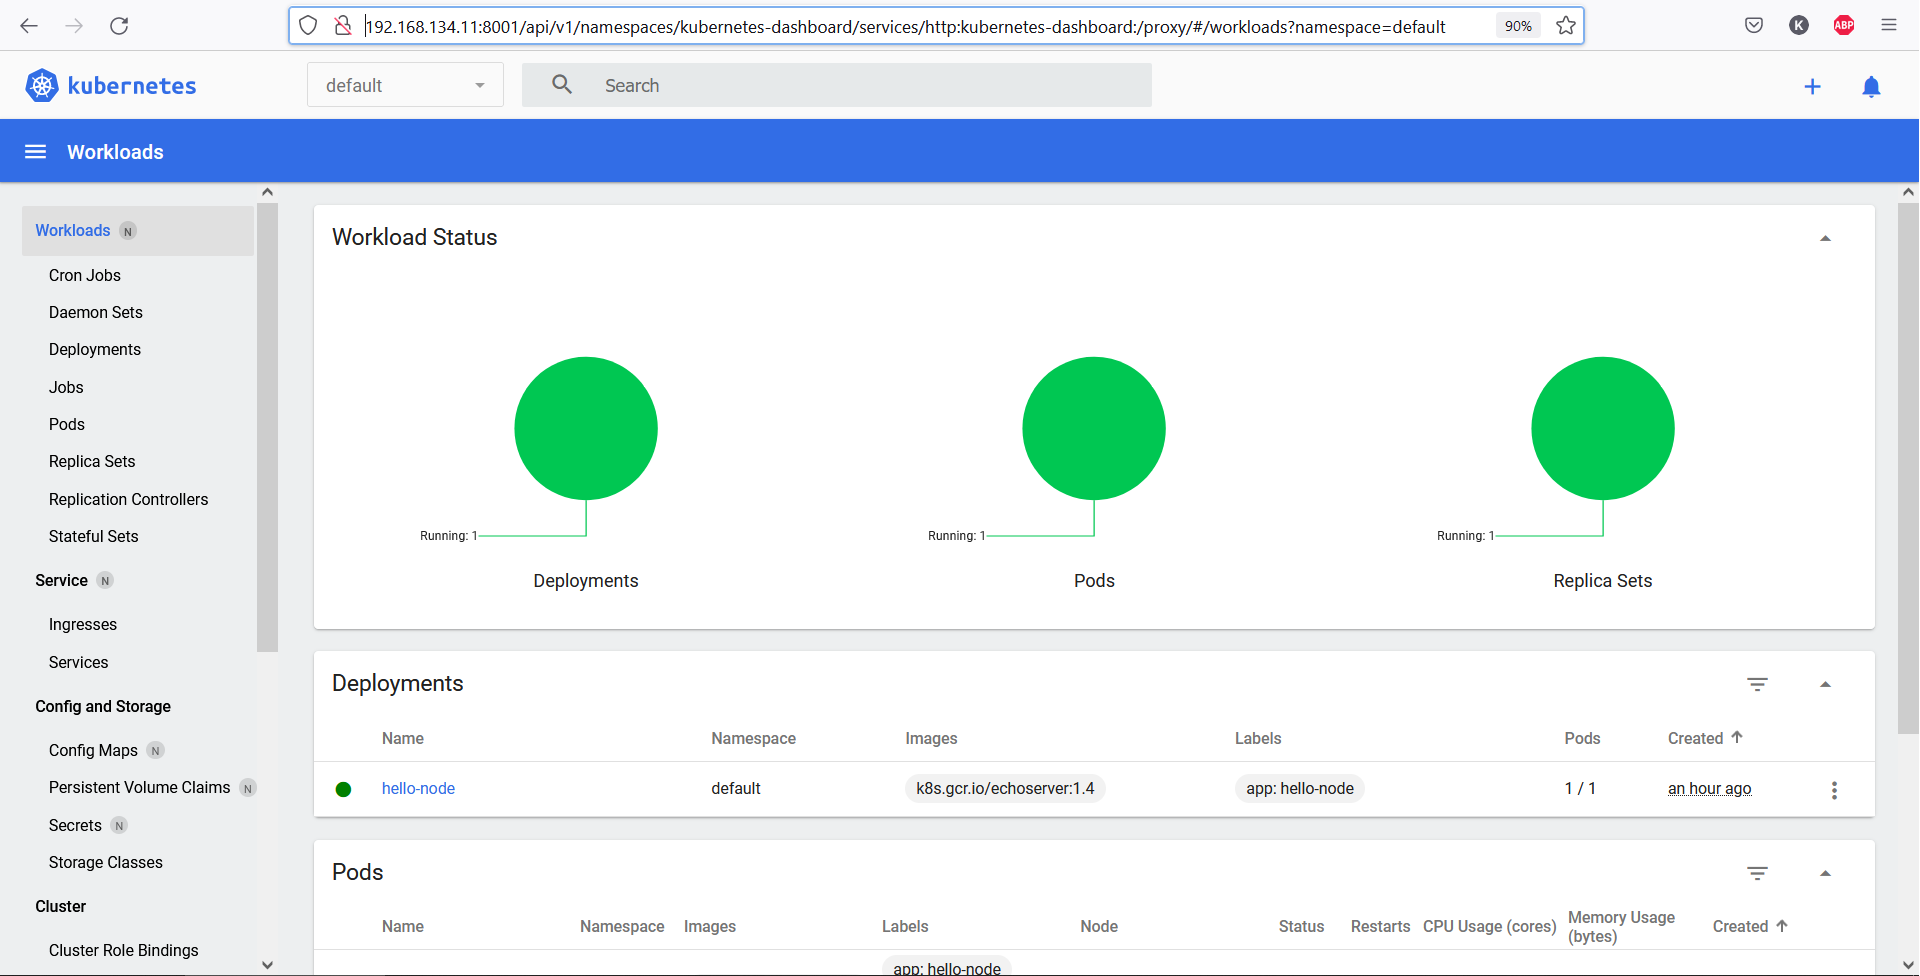 192.168.134.11:8001/api/v1/namespaces/kubernetes-dashboard/services/http:kubernetes-dashboard:/proxy/#/workloads?namespace=default 90% K ABP
kubernetes default Search
Workloads
Workloads N
Cron Jobs
Daemon Sets
Deployments
Jobs
Pods
Replica Sets
Replication Controllers
Stateful Sets
Service N
Ingresses
Services
Config and Storage
Config Maps N
Persistent Volume Claims N
Secrets N
Storage Classes
Cluster
Cluster Role Bindings
Workload Status
Running: 1 Running: 1 Running: 1
Deployments Pods Replica Sets
Deployments
Name Namespace Images Labels Pods Created
hello-node default k8s.gcr.io/echoserver:1.4 app: hello-node 1 / 1 an hour ago
Pods
Name Namespace Images Labels Node Status Restarts CPU Usage (cores) Memory Usage (bytes) Created
app: hello-node